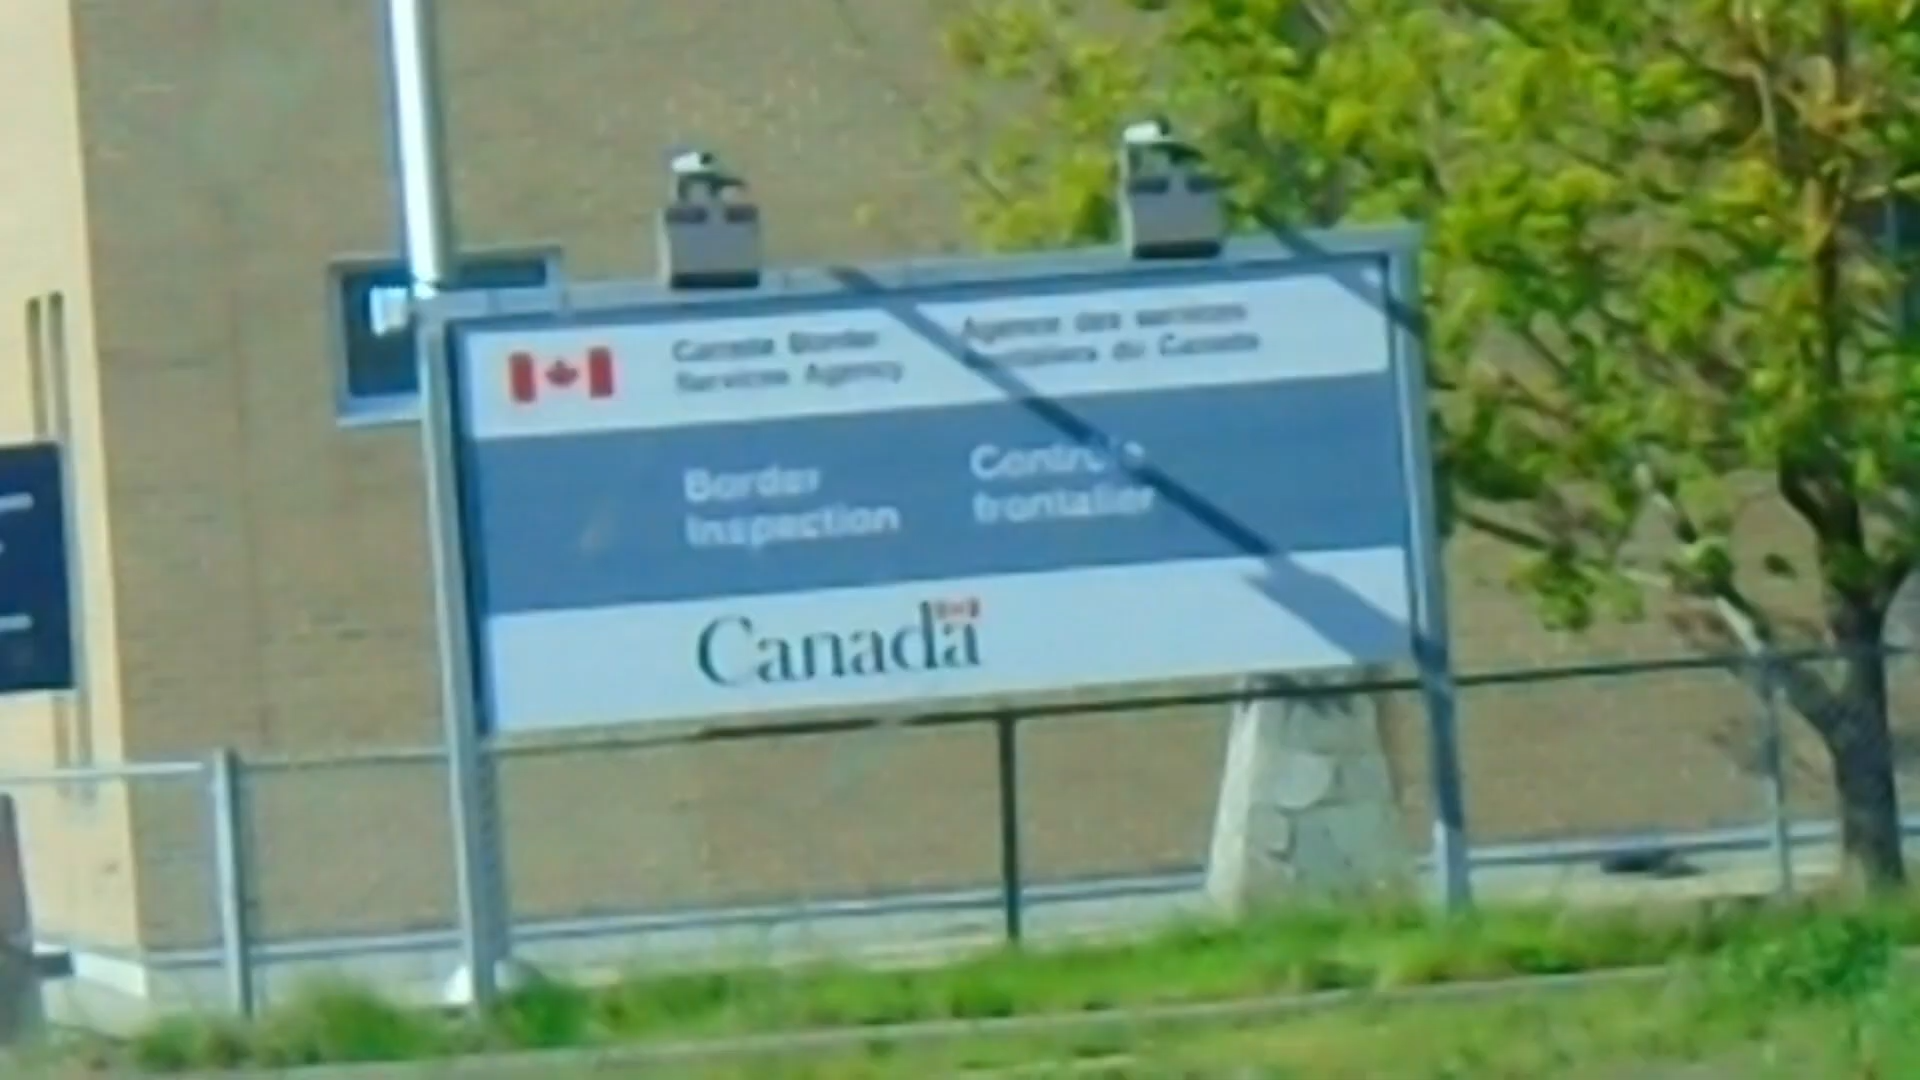 Canada Border
Services Agency
Agence des services
frontaliers du Canada
Border
Inspection
Contrôle
frontalier
Canada